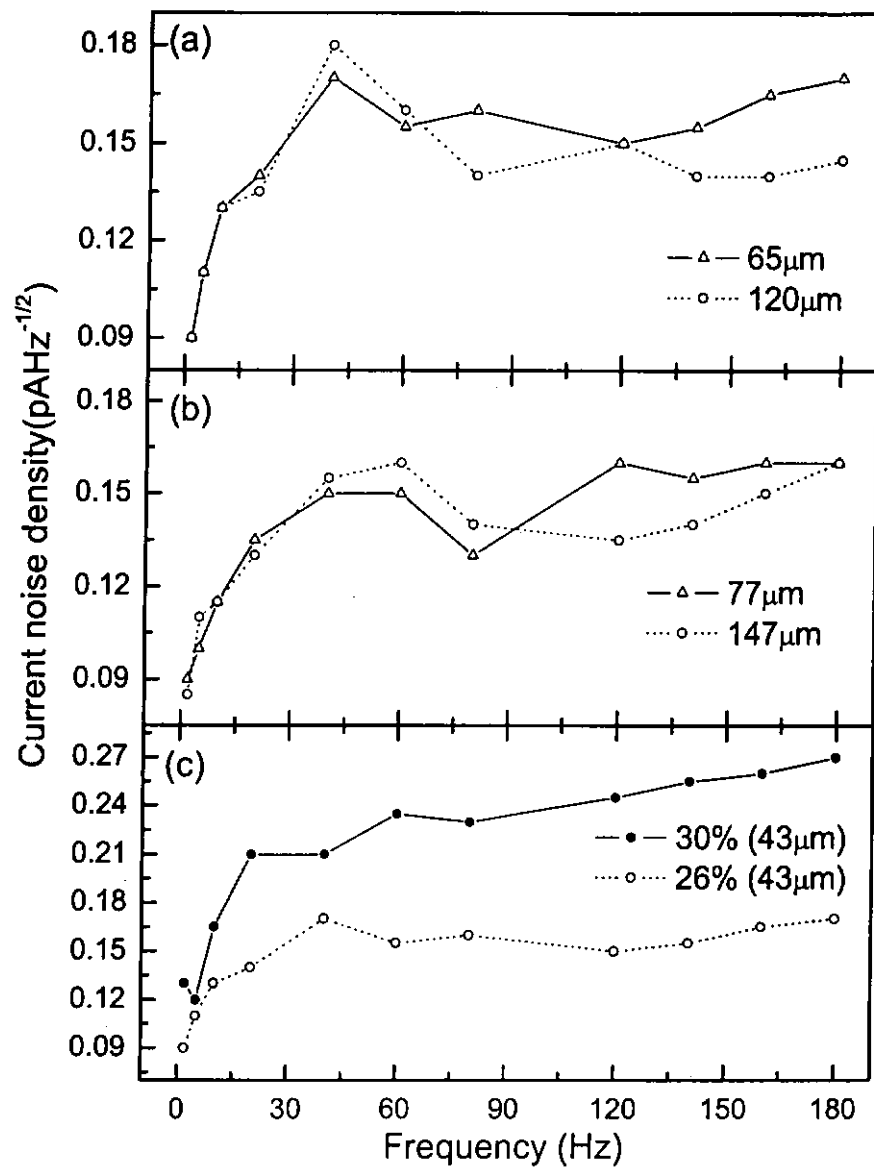 (a)
0.18
0.15
0.12
0.09
65μm
120μm
(b)
0.18
0.15
0.12
0.09
77μm
147μm
(c)
0.27
0.24
0.21
0.18
0.15
0.12
0.09
30% (43μm)
26% (43μm)
Current noise density(pAHz-1/2)
0 30 60 90 120 150 180
Frequency (Hz)